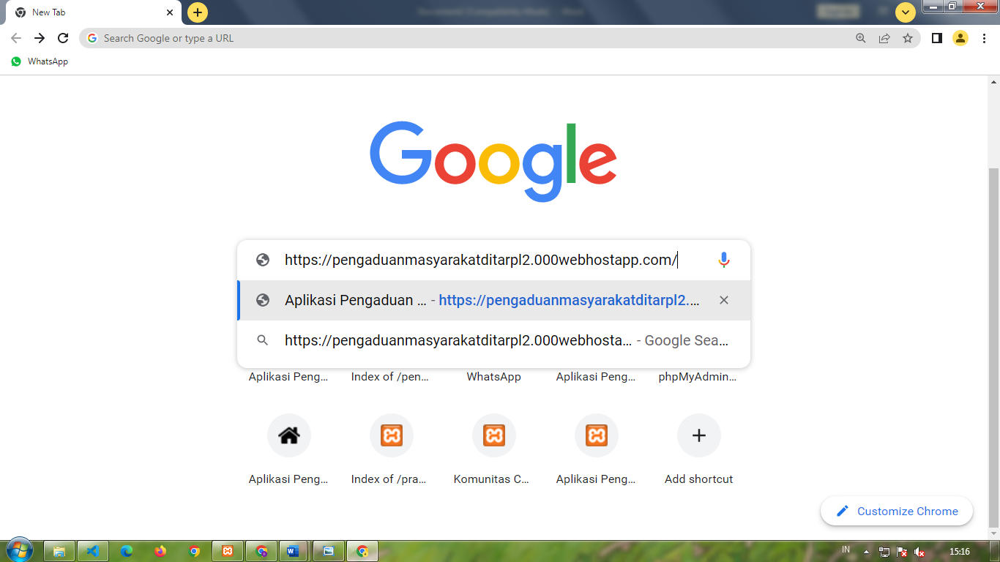 New Tab
Search Google or type a URL
WhatsApp
Google
https://pengaduanmasyarakatditarpl2.000webhostapp.com/
Aplikasi Pengaduan ... - https://pengaduanmasyarakatditarpl2....
https://pengaduanmasyarakatditarpl2.000webhosta... - Google Sea...
Aplikasi Peng... Index of /pen... WhatsApp Aplikasi Peng... phpMyAdmin...
Aplikasi Peng... Index of /pra... Komunitas C... Aplikasi Peng... Add shortcut
Customize Chrome
IN 15:16